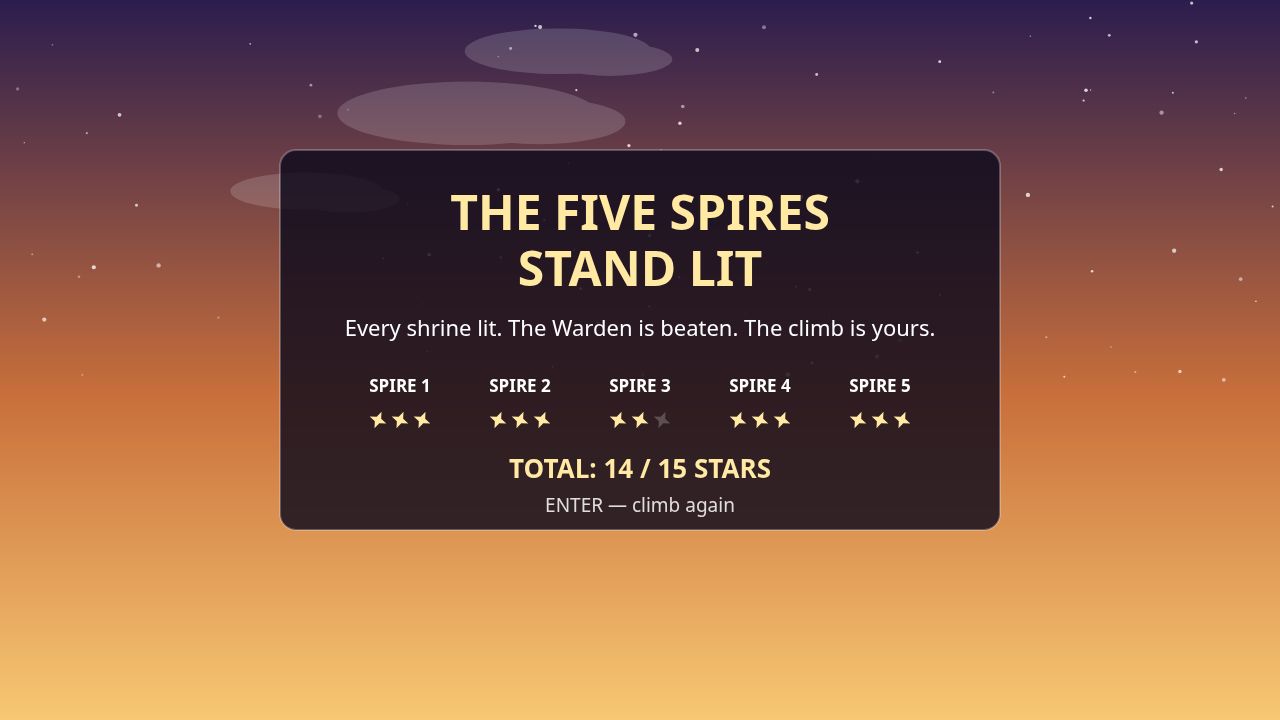 THE FIVE SPIRES
STAND LIT
Every shrine lit. The Warden is beaten. The climb is yours.
SPIRE 1 SPIRE 2 SPIRE 3 SPIRE 4 SPIRE 5
TOTAL: 14 / 15 STARS
ENTER — climb again